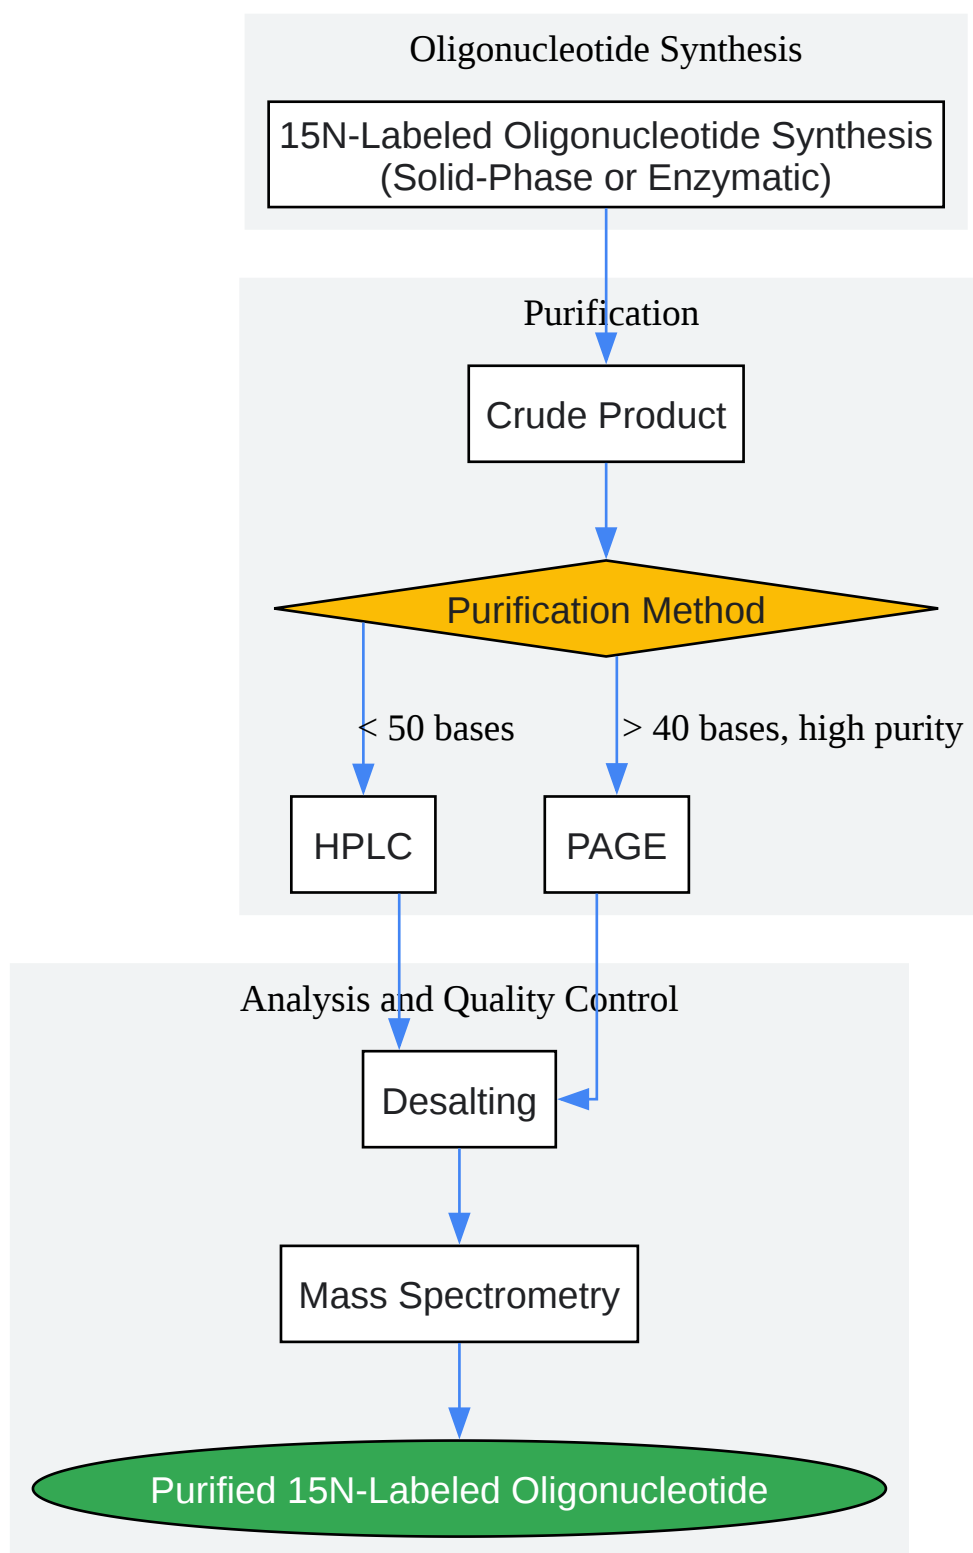 Oligonucleotide Synthesis
15N-Labeled Oligonucleotide Synthesis
(Solid-Phase or Enzymatic)
Purification
Crude Product
Purification Method
< 50 bases
> 40 bases, high purity
HPLC
PAGE
Analysis and Quality Control
Desalting
Mass Spectrometry
Purified 15N-Labeled Oligonucleotide